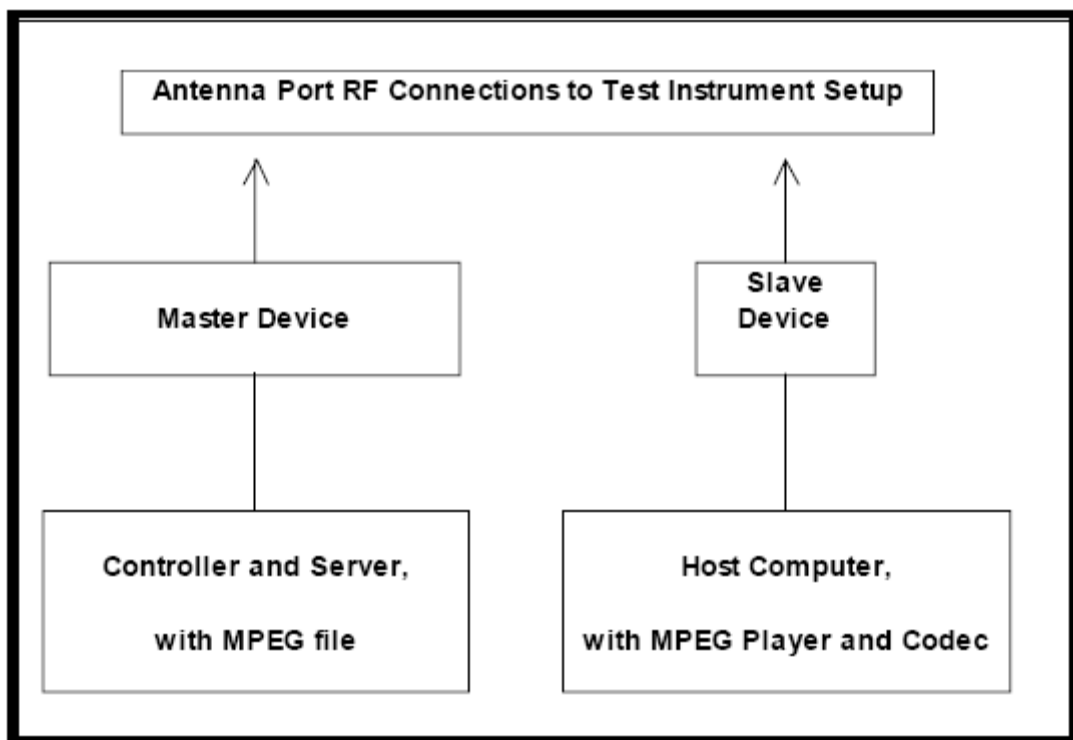 Antenna Port RF Connections to Test Instrument Setup
Master Device
Slave
Device
Controller and Server,
with MPEG file
Host Computer,
with MPEG Player and Codec